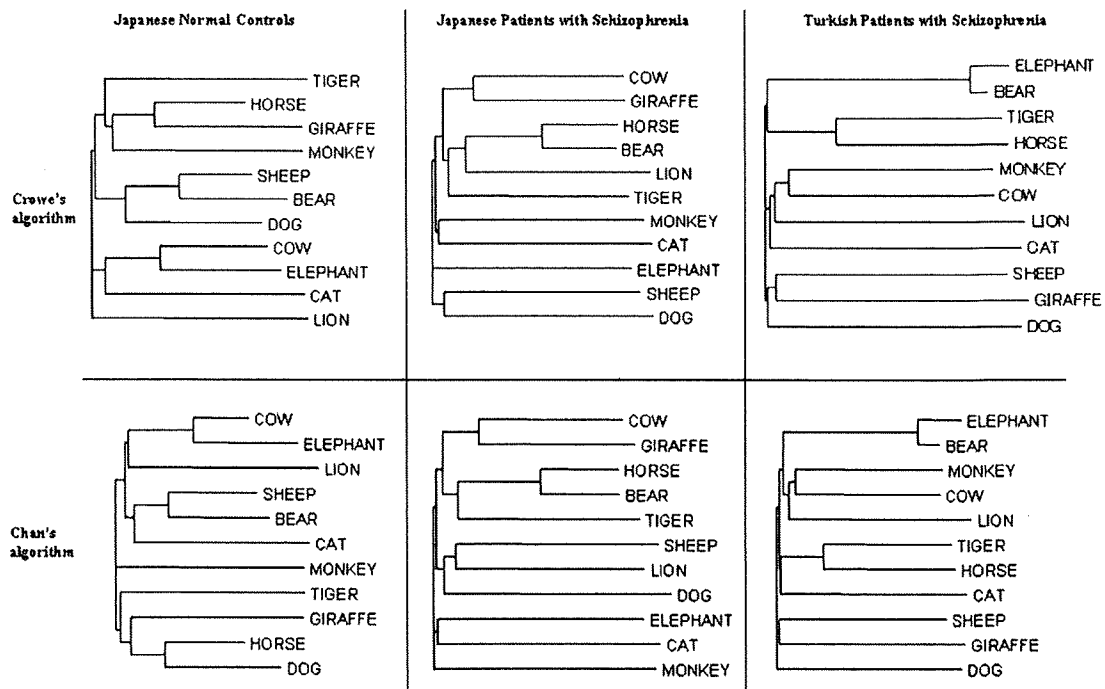 Japanese Normal Controls
Japanese Patients with Schizophrenia
Turkish Patients with Schizophrenia
Crowe's
algorithm
TIGER
HORSE
GIRAFFE
MONKEY
SHEEP
BEAR
DOG
COW
ELEPHANT
CAT
LION
COW
GIRAFFE
HORSE
BEAR
LION
TIGER
MONKEY
CAT
ELEPHANT
SHEEP
DOG
ELEPHANT
BEAR
TIGER
HORSE
MONKEY
COW
LION
CAT
SHEEP
GIRAFFE
DOG
Chan's
algorithm
COW
ELEPHANT
LION
SHEEP
BEAR
CAT
MONKEY
TIGER
GIRAFFE
HORSE
DOG
COW
GIRAFFE
HORSE
BEAR
TIGER
SHEEP
LION
DOG
ELEPHANT
CAT
MONKEY
ELEPHANT
BEAR
MONKEY
COW
LION
TIGER
HORSE
CAT
SHEEP
GIRAFFE
DOG